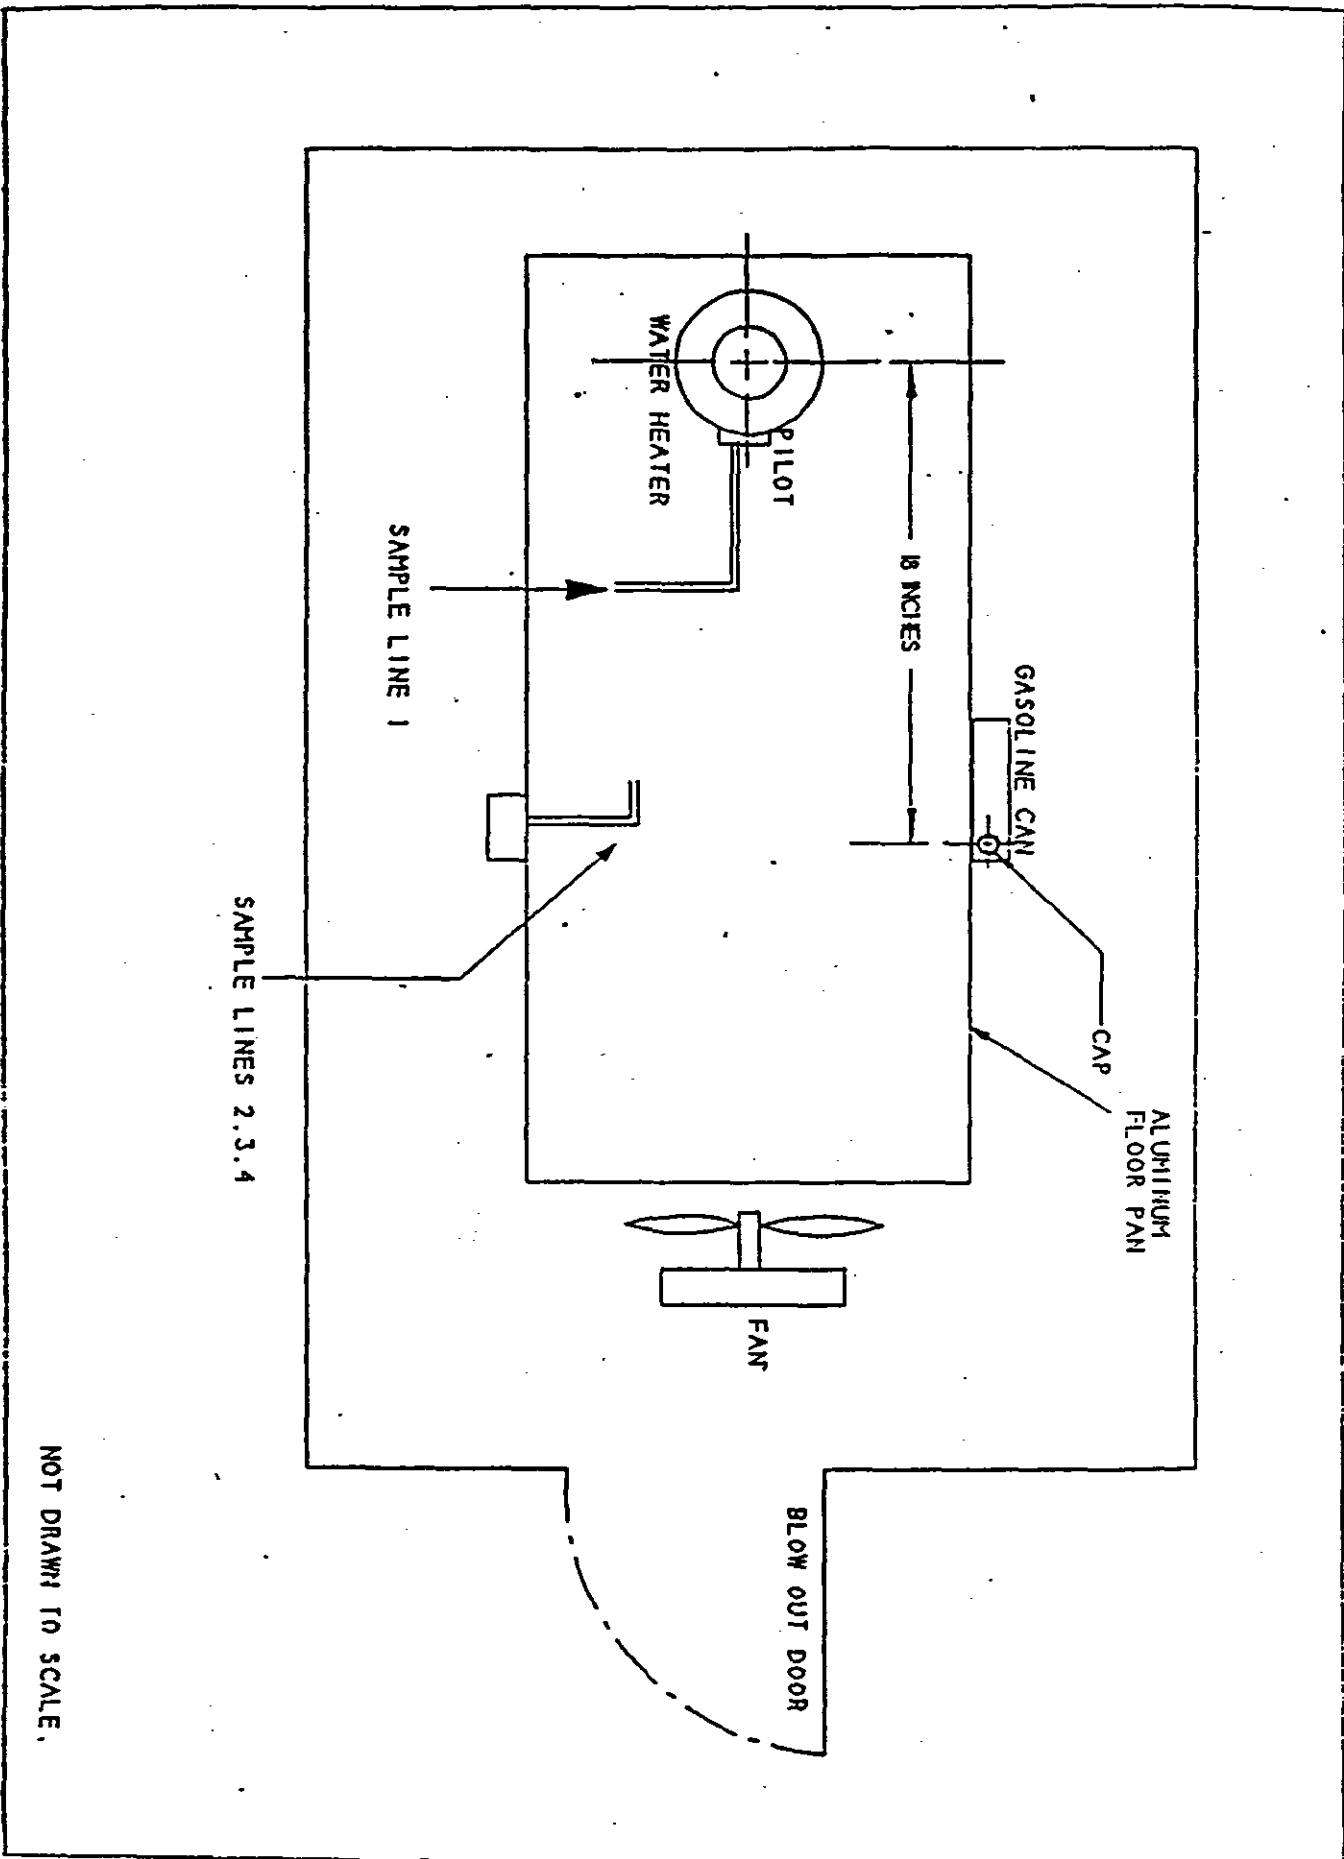 ALUMINUM
FLOOR PAN
CAP
GASOLINE CAN
18 INCHES
PILOT
WATER HEATER
BLOW OUT DOOR
FAN
SAMPLE LINE 1
SAMPLE LINES 2.3.4
NOT DRAWN TO SCALE.